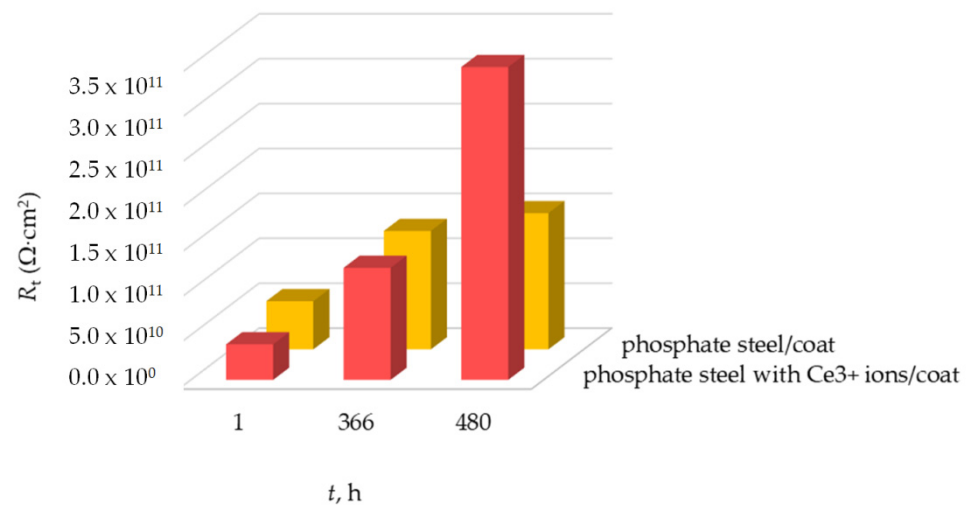 3.5 x 10¹¹
3.0 x 10¹¹
2.5 x 10¹¹
2.0 x 10¹¹
1.5 x 10¹¹
1.0 x 10¹¹
5.0 x 10¹⁰
0.0 x 10⁰
Rₜ (Ω·cm²)
phosphate steel/coat
phosphate steel with Ce3+ ions/coat
1 366 480
t, h